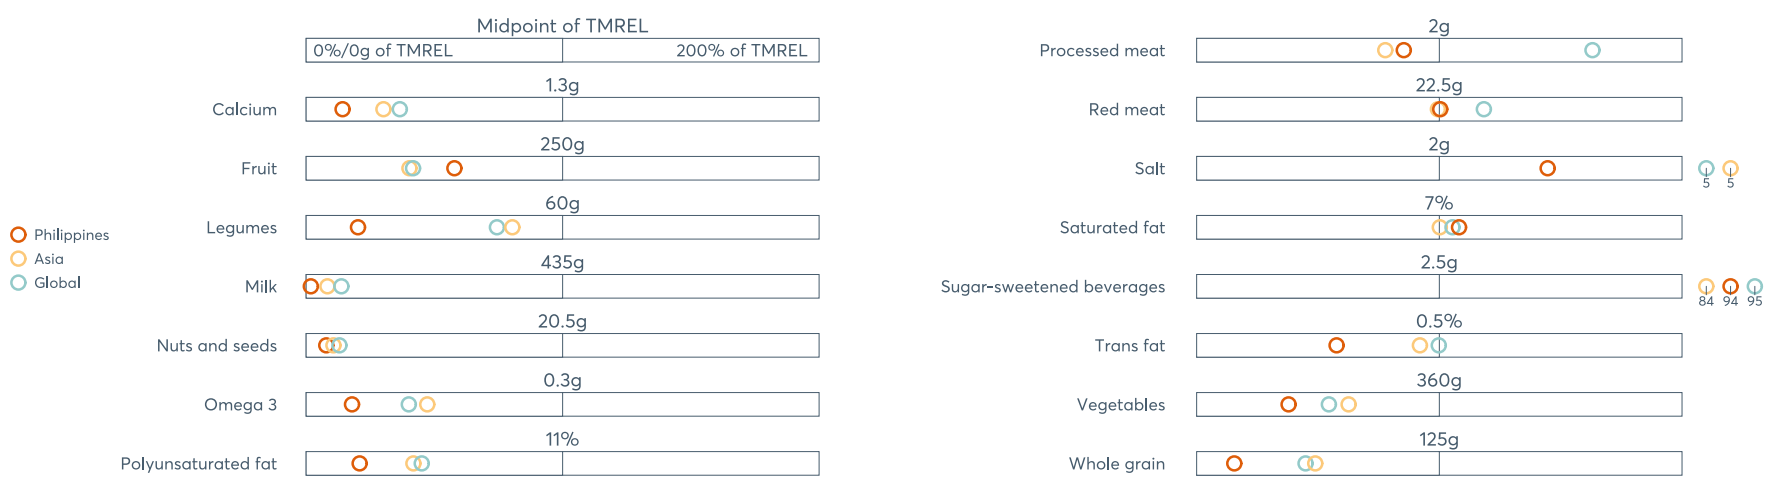 Midpoint of TMREL
0%/0g of TMREL 200% of TMREL
1.3g
Calcium
250g
Fruit
60g
Legumes
435g
Milk
20.5g
Nuts and seeds
0.3g
Omega 3
11%
Polyunsaturated fat
Philippines
Asia
Global
2g
Processed meat
22.5g
Red meat
2g
Salt
5 5
7%
Saturated fat
2.5g
Sugar-sweetened beverages
84 94 95
0.5%
Trans fat
360g
Vegetables
125g
Whole grain